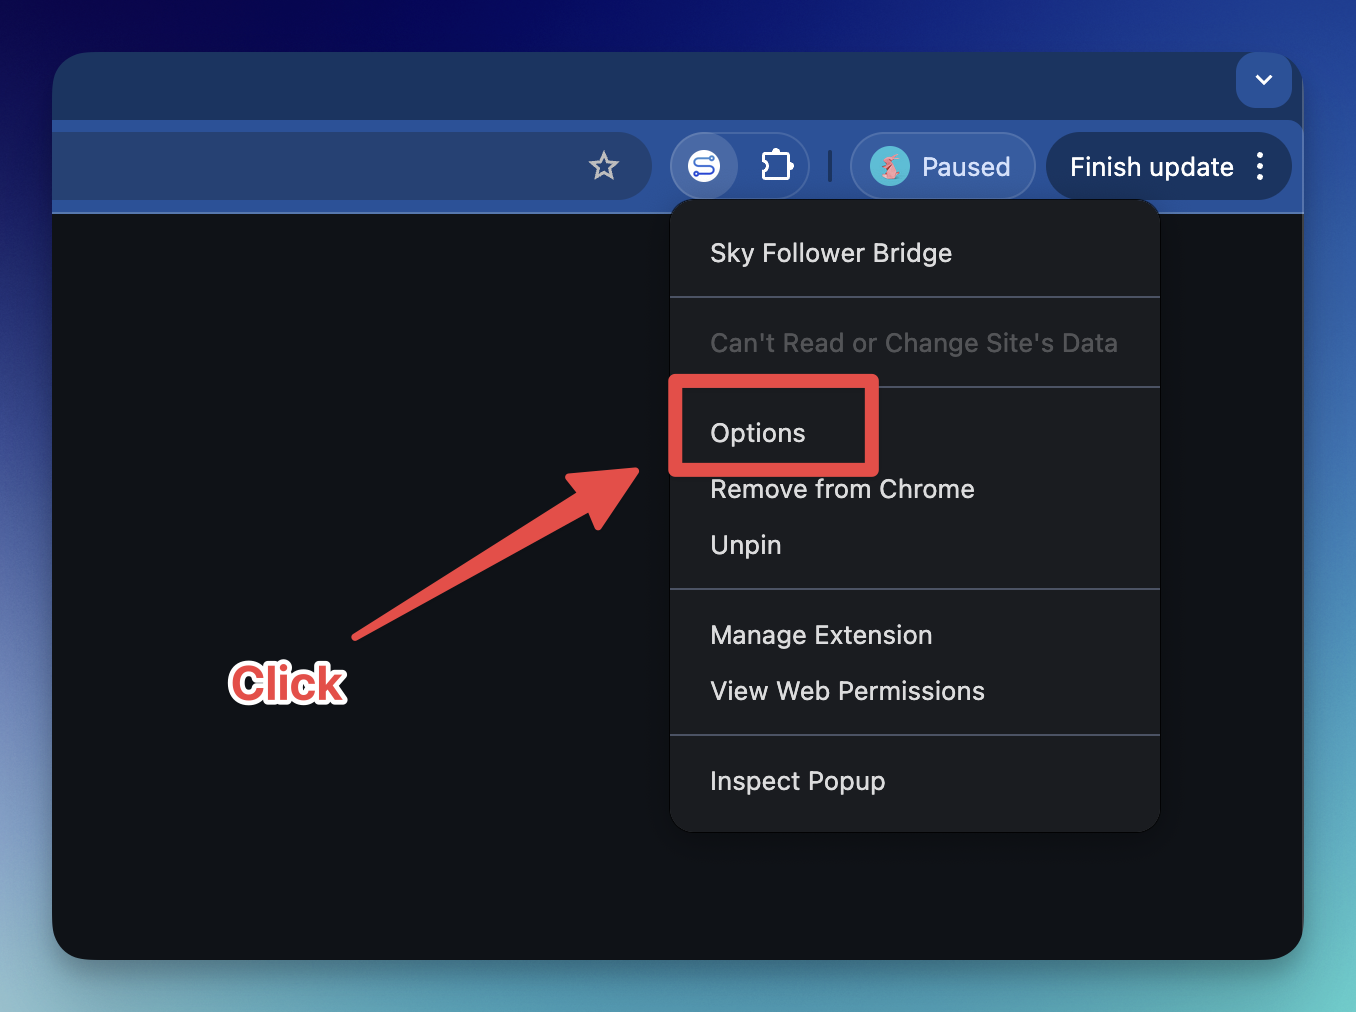 Paused
Finish update
Sky Follower Bridge
Can't Read or Change Site's Data
Options
Remove from Chrome
Unpin
Click
Manage Extension
View Web Permissions
Inspect Popup